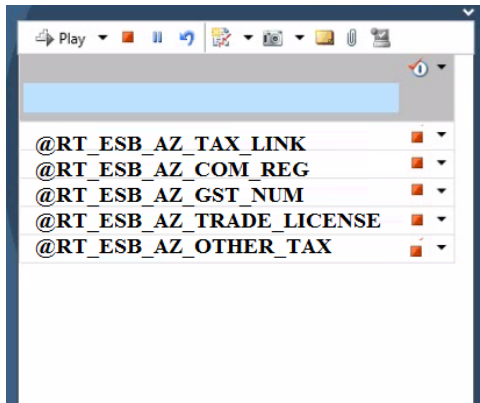 Play
@RT_ESB_AZ_TAX_LINK
@RT_ESB_AZ_COM_REG
@RT_ESB_AZ_GST_NUM
@RT_ESB_AZ_TRADE_LICENSE
@RT_ESB_AZ_OTHER_TAX